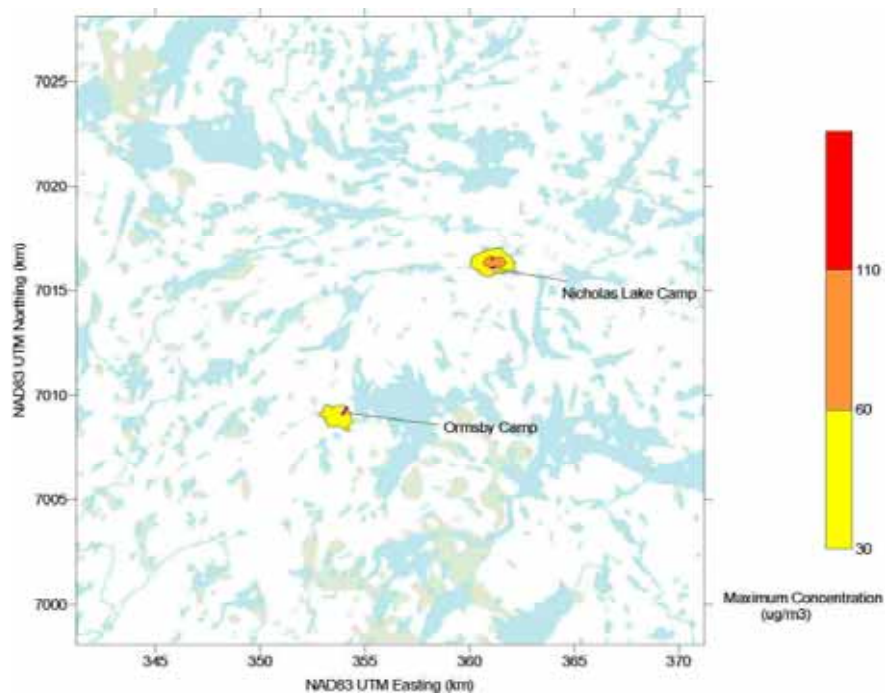 7025
7020
7015
7010
7005
7000
NAD83 UTM Northing (km)
Nicholas Lake Camp
Ormsby Camp
345
350
355
360
365
370
NAD83 UTM Easting (km)
110
60
30
Maximum Concentration
(ug/m3)